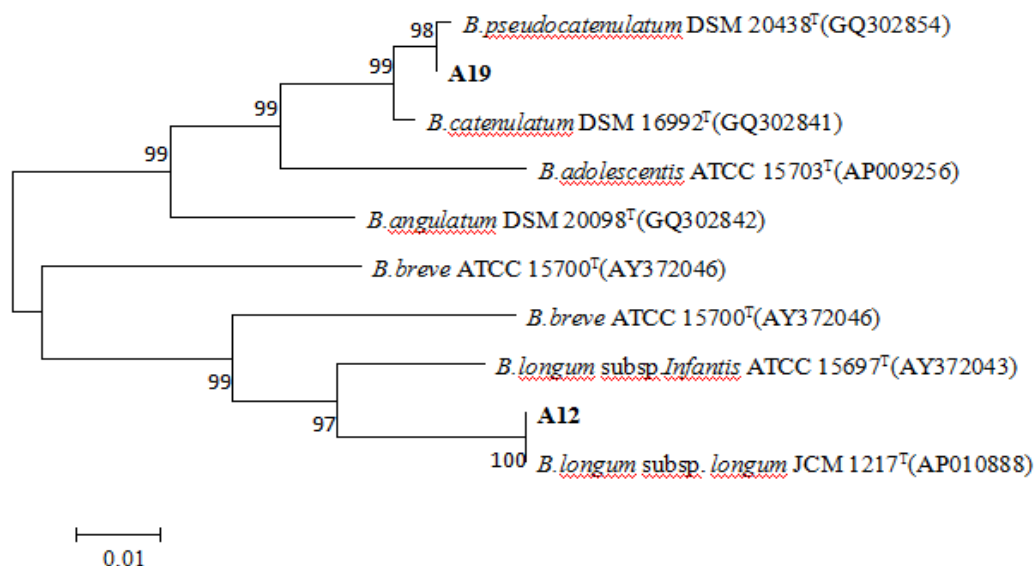 98
B.pseudocatenulatum DSM 20438ᵀ(GQ302854)
99
A19
99
B.catenulatum DSM 16992ᵀ(GQ302841)
99
B.adolescentis ATCC 15703ᵀ(AP009256)
B.angulatum DSM 20098ᵀ(GQ302842)
B.breve ATCC 15700ᵀ(AY372046)
B.breve ATCC 15700ᵀ(AY372046)
B.longum subsp.Infantis ATCC 15697ᵀ(AY372043)
99
97
A12
100
B.longum subsp. longum JCM 1217ᵀ(AP010888)
0.01